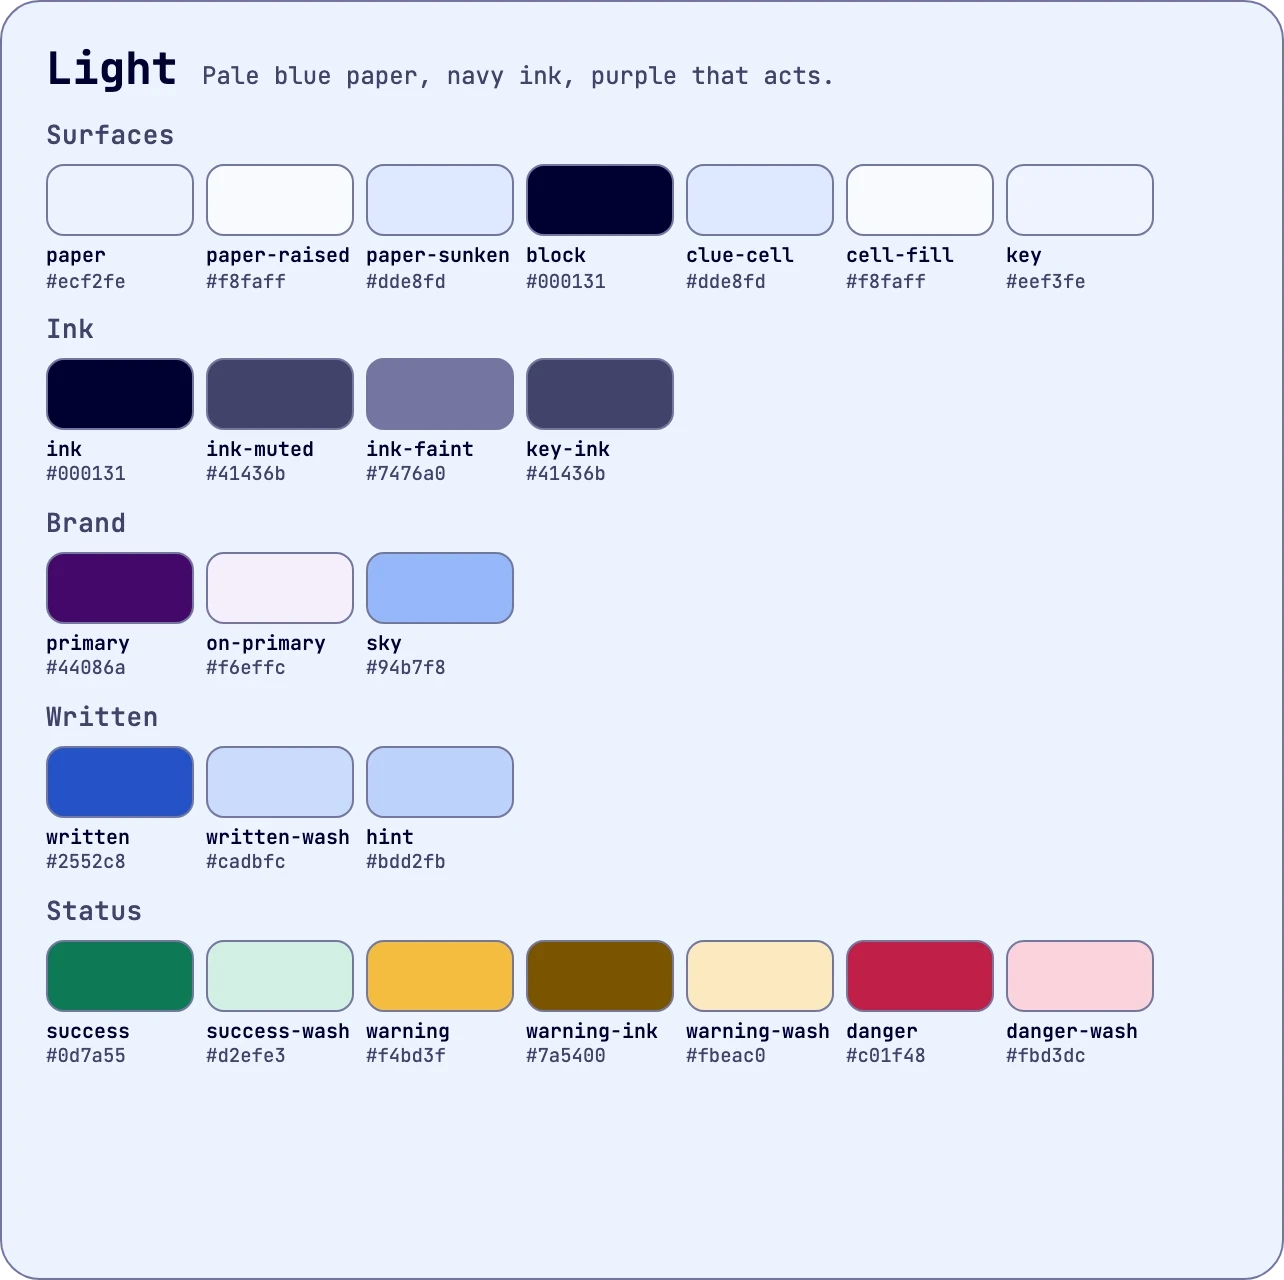 Light Pale blue paper, navy ink, purple that acts.
Surfaces
paper paper-raised paper-sunken block clue-cell cell-fill key
#ecf2fe #f8faff #dde8fd #000131 #dde8fd #f8faff #eef3fe
Ink
ink ink-muted ink-faint key-ink
#000131 #41436b #7476a0 #41436b
Brand
primary on-primary sky
#44086a #f6effc #94b7f8
Written
written written-wash hint
#2552c8 #cadbfc #bdd2fb
Status
success success-wash warning warning-ink warning-wash danger danger-wash
#0d7a55 #d2efe3 #f4bd3f #7a5400 #fbeac0 #c01f48 #fbd3dc